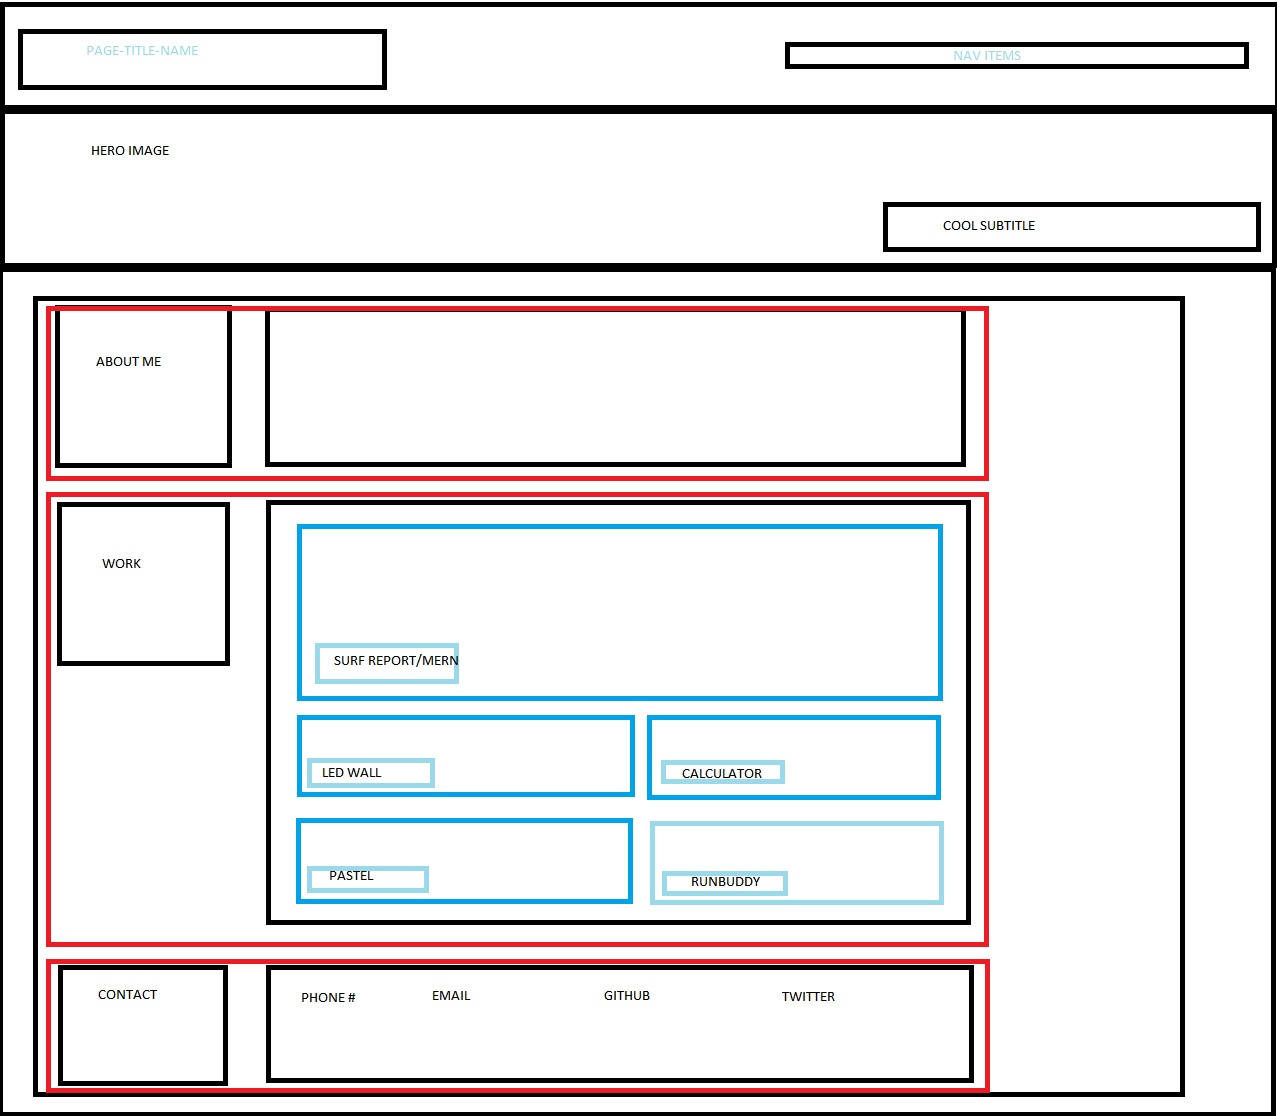 PAGE-TITLE-NAME
NAV ITEMS
HERO IMAGE
COOL SUBTITLE
ABOUT ME
WORK
SURF REPORT/MERN
LED WALL
CALCULATOR
PASTEL
RUNBUDDY
CONTACT
PHONE #
EMAIL
GITHUB
TWITTER